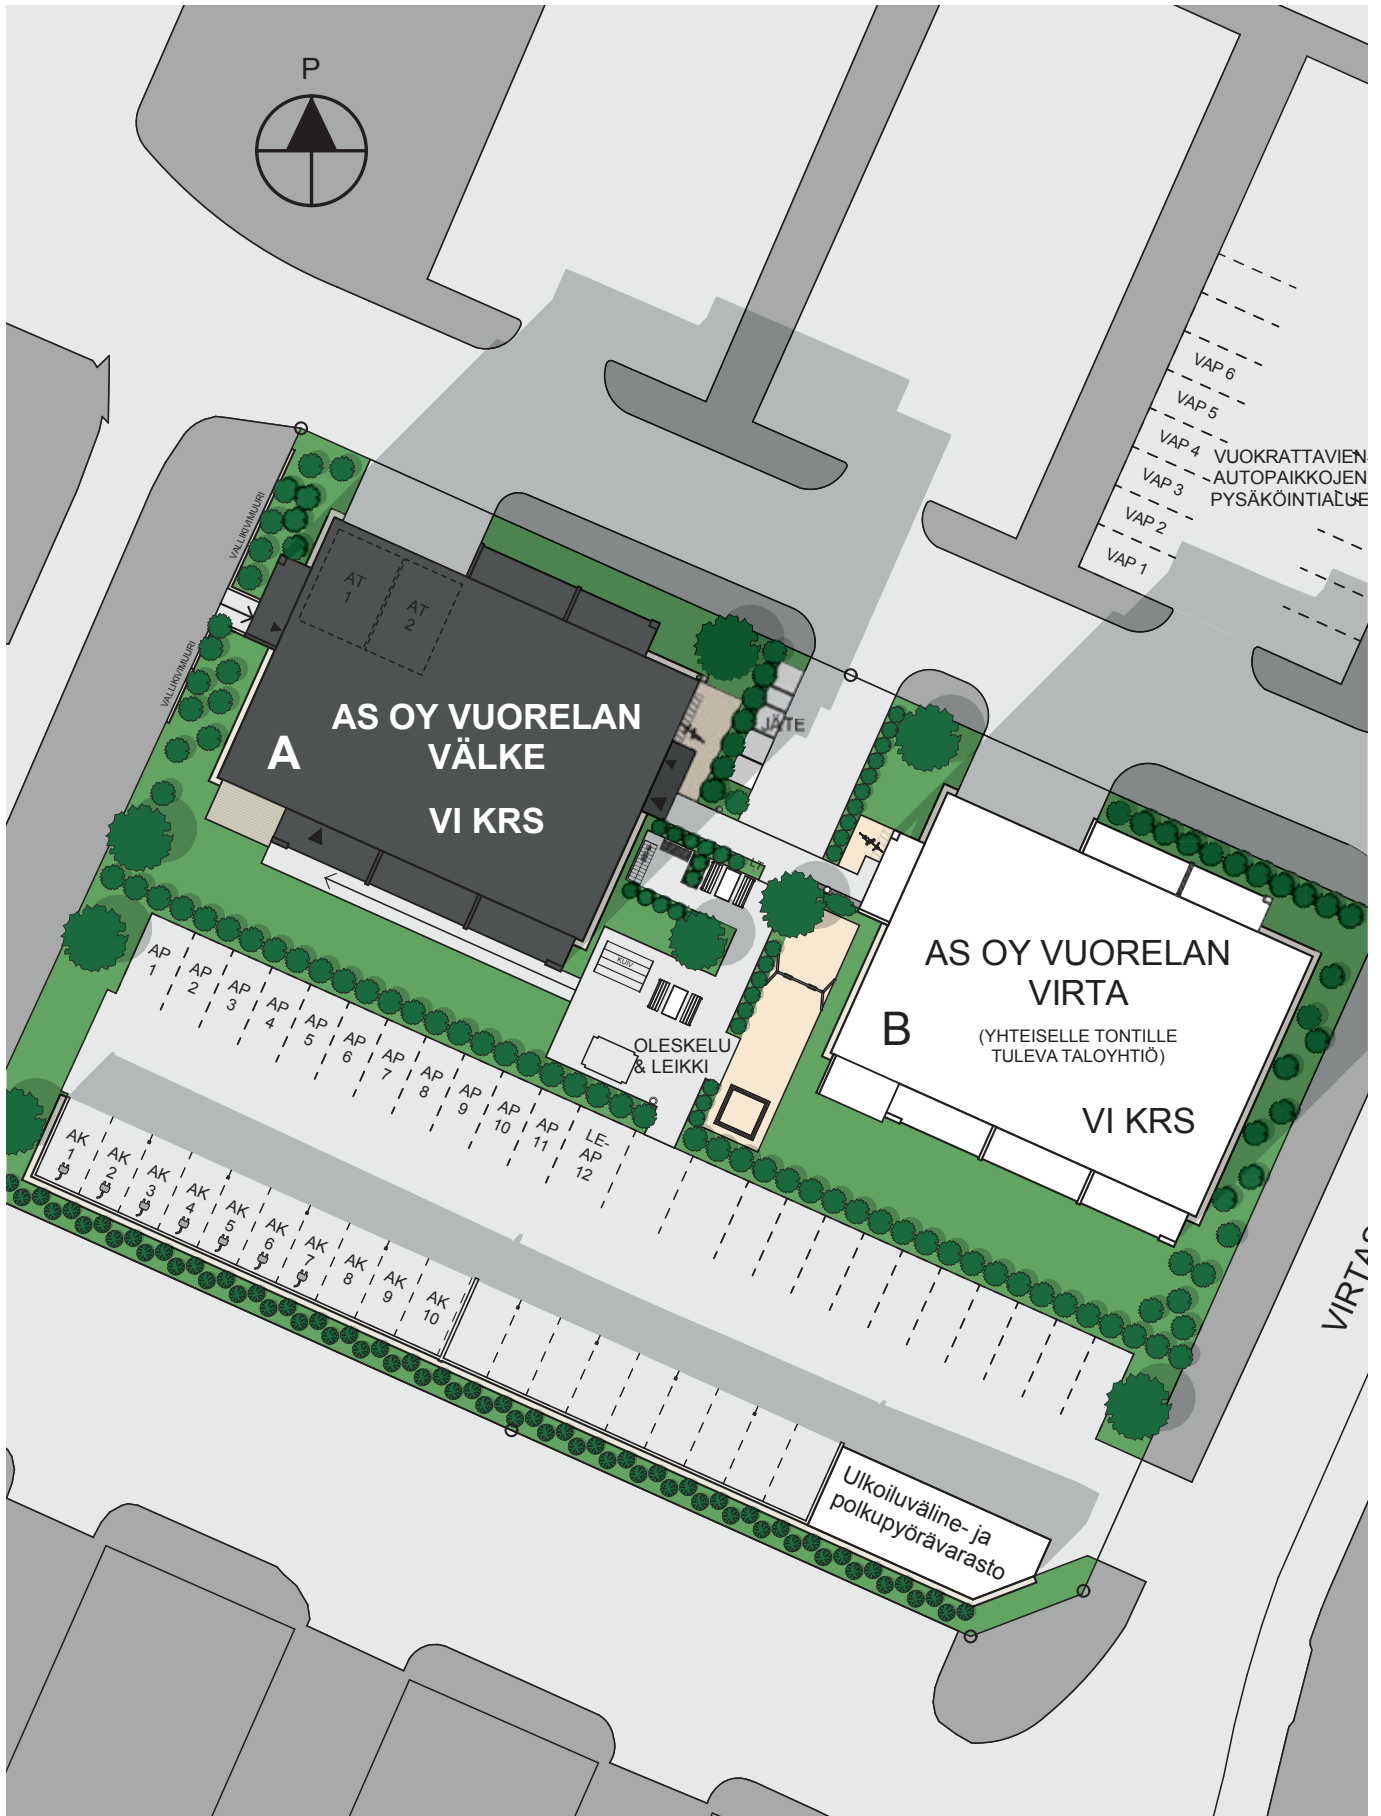 P
VAP 6
VAP 5
VAP 4
VAP 3
VAP 2
VAP 1
VUOKRATTAVIEN
AUTOPAIKKOJEN
PYSÄKÖINTIALUE
VALLIKIVIMUURI
VALLIKIVIMUURI
AT
1
AT
2
AS OY VUORELAN
VÄLKE
A
VI KRS
JÄTE
KUIV
OLESKELU
& LEIKKI
AS OY VUORELAN
VIRTA
B
(YHTEISELLE TONTILLE
TULEVA TALOYHTIÖ)
VI KRS
AP
1
AP
2
AP
3
AP
4
AP
5
AP
6
AP
7
AP
8
AP
9
AP
10
AP
11
LE-
AP
12
AK
1
AK
2
AK
3
AK
4
AK
5
AK
6
AK
7
AK
8
AK
9
AK
10
Ulkoiluväline- ja
polkupyörävarasto
VIRTAS